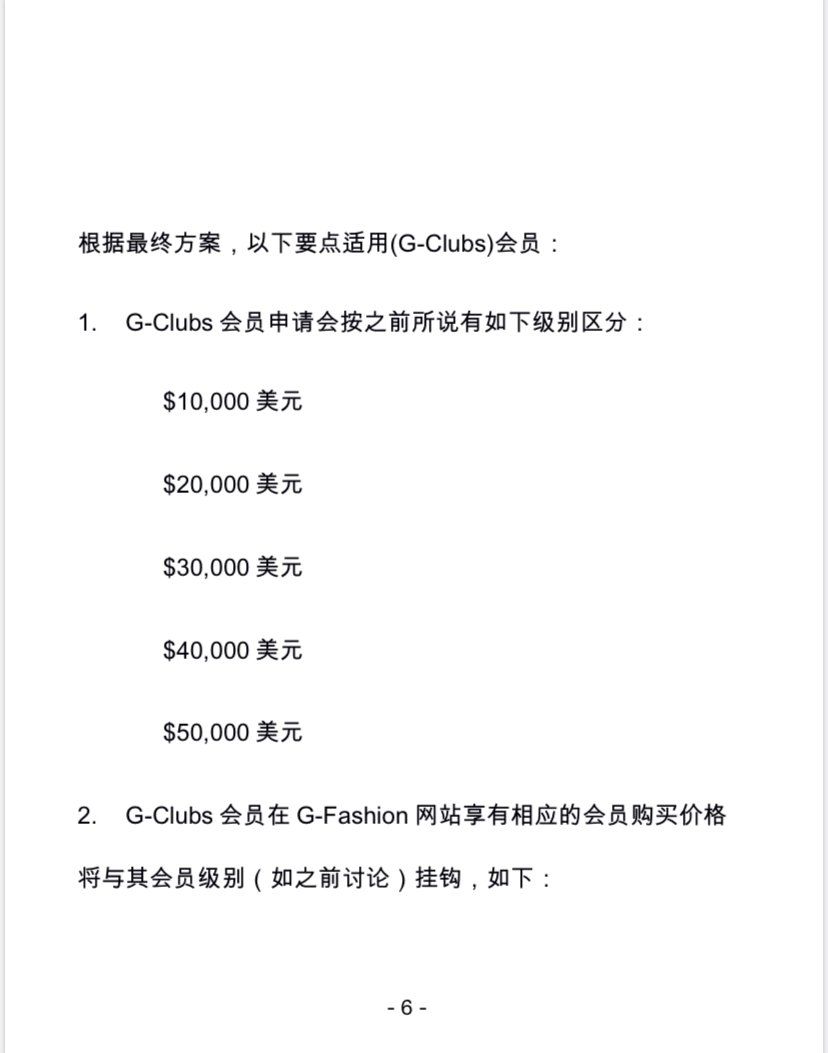 根据最终方案，以下要点适用(G-Clubs)会员：
1. G-Clubs 会员申请会按之前所说有如下级别区分：
$10,000 美元
$20,000 美元
$30,000 美元
$40,000 美元
$50,000 美元
2. G-Clubs 会员在 G-Fashion 网站享有相应的会员购买价格
将与其会员级别（如之前讨论）挂钩，如下：
- 6 -